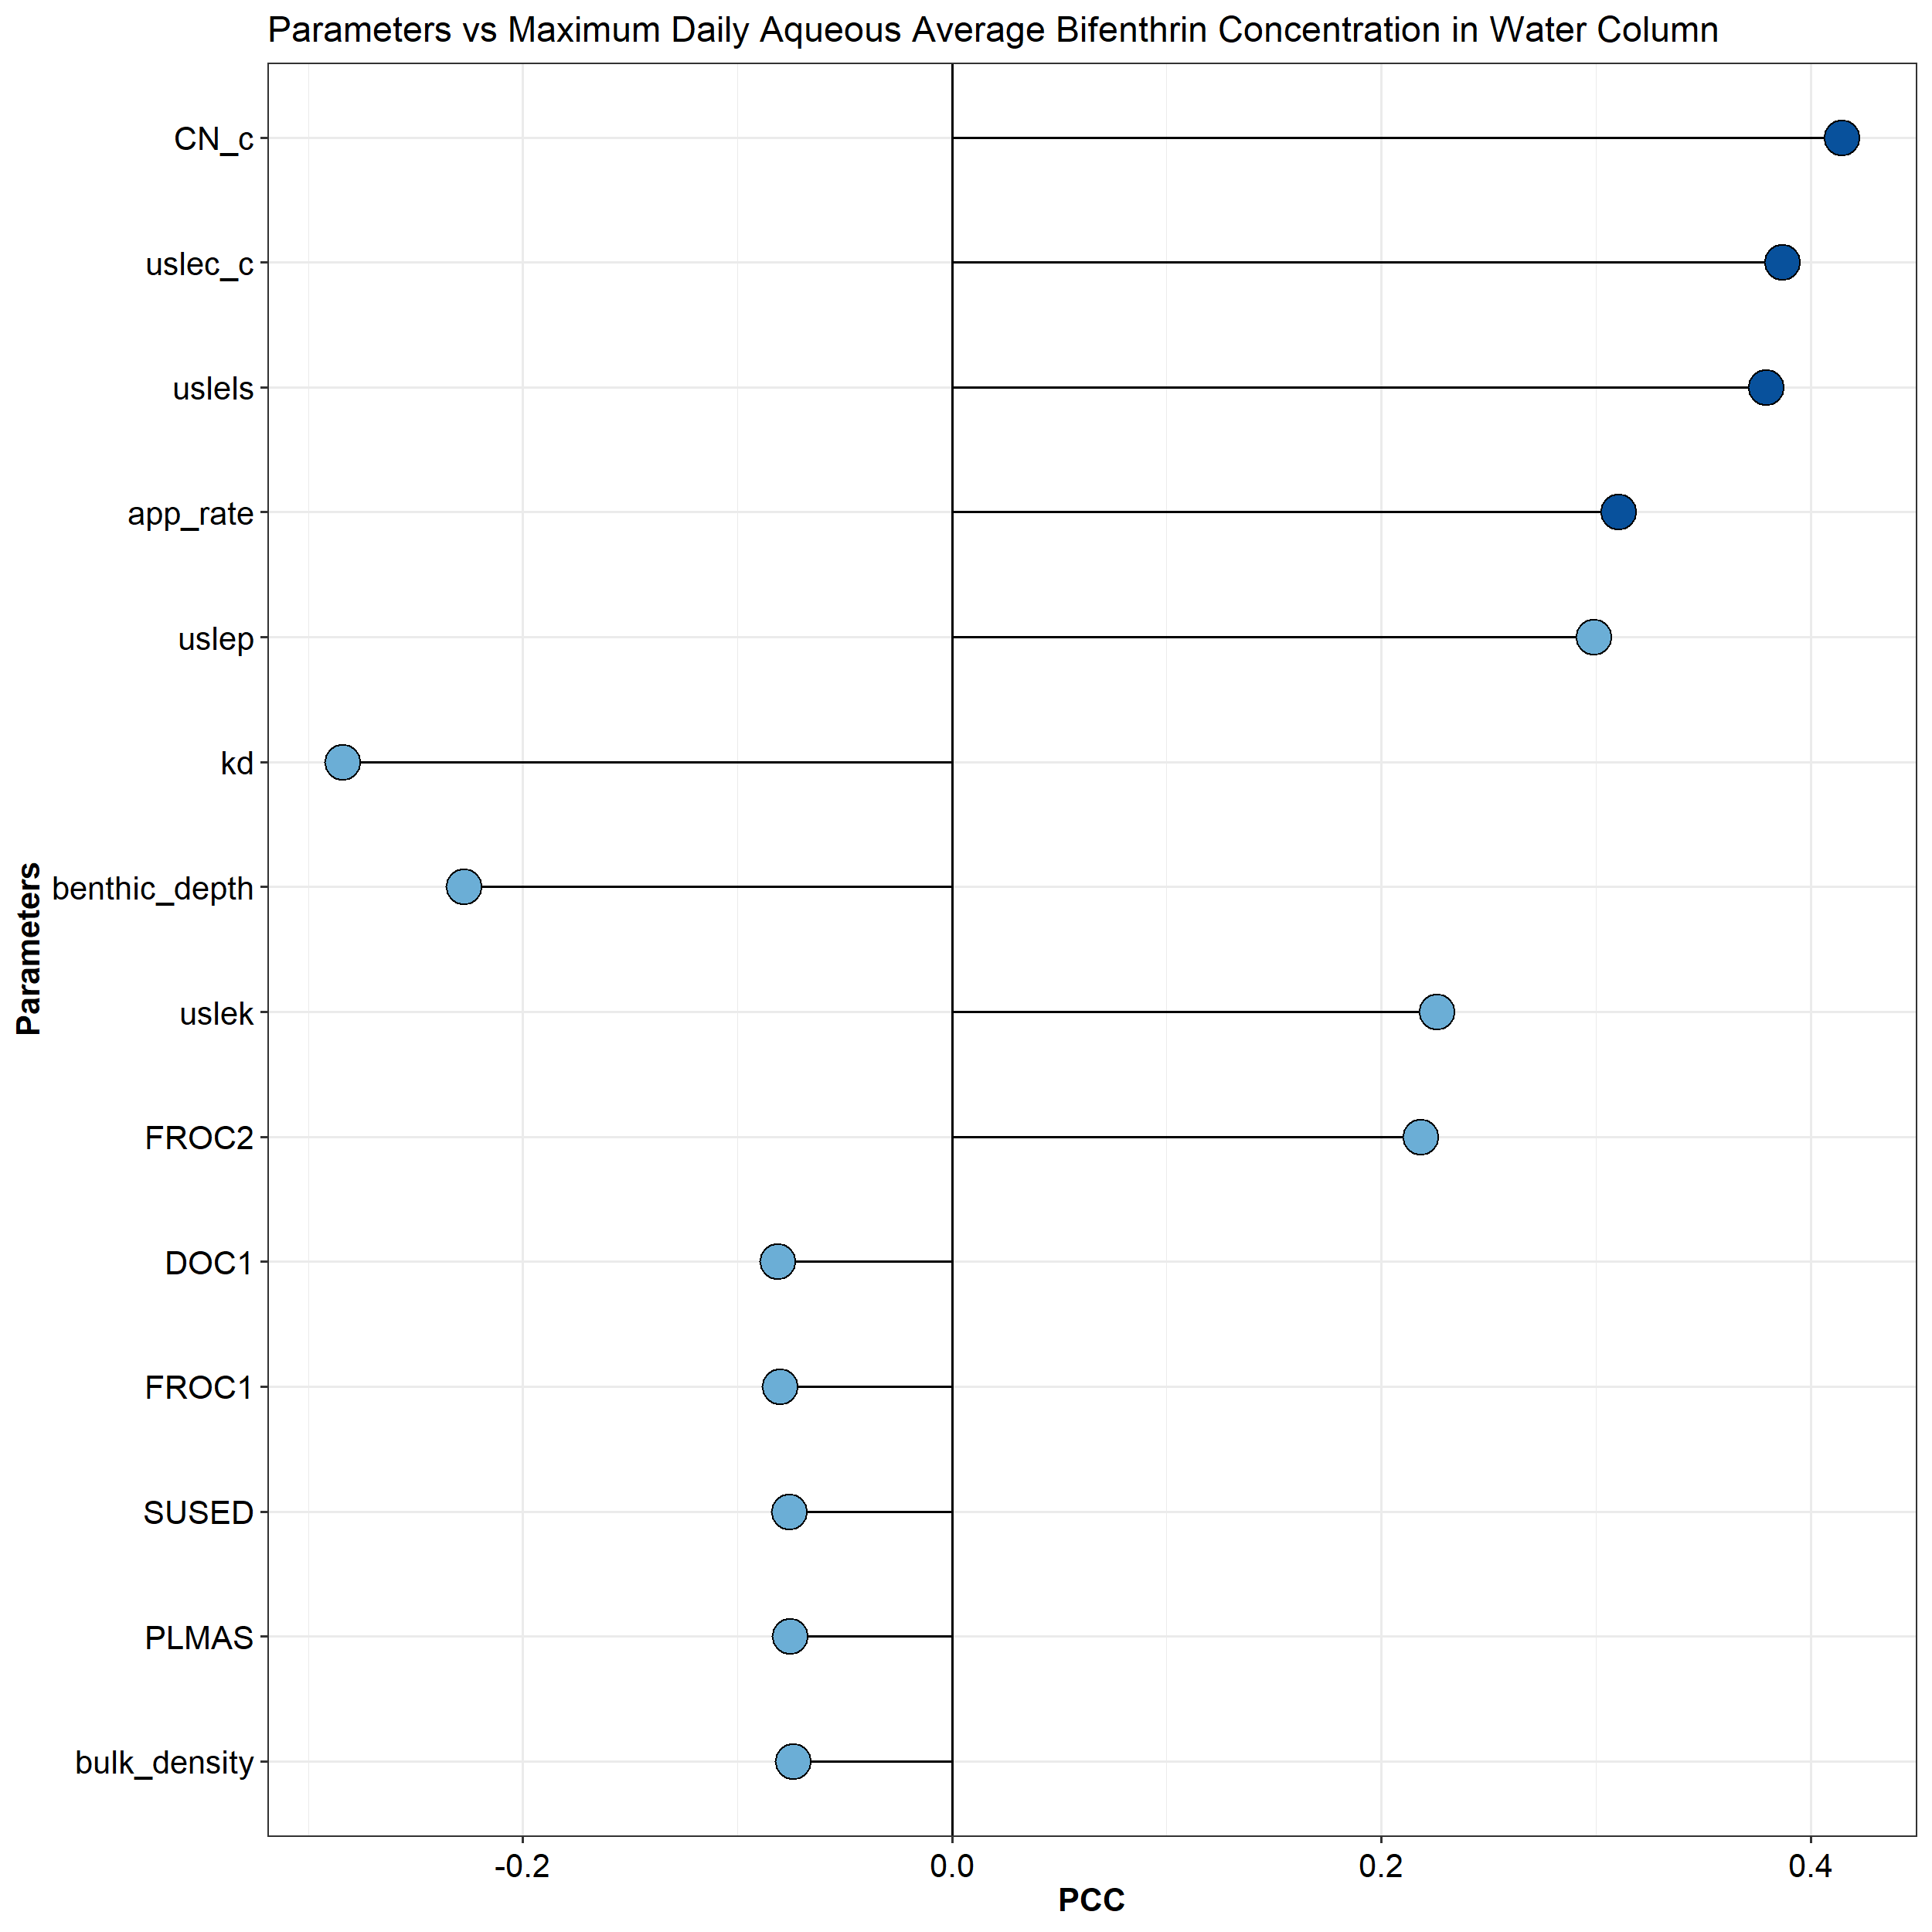 Parameters vs Maximum Daily Aqueous Average Bifenthrin Concentration in Water Column
CN_c
uslec_c
uslels
app_rate
uslep
kd
benthic_depth
uslek
FROC2
DOC1
FROC1
SUSED
PLMAS
bulk_density
Parameters
-0.2 0.0 0.2 0.4
PCC